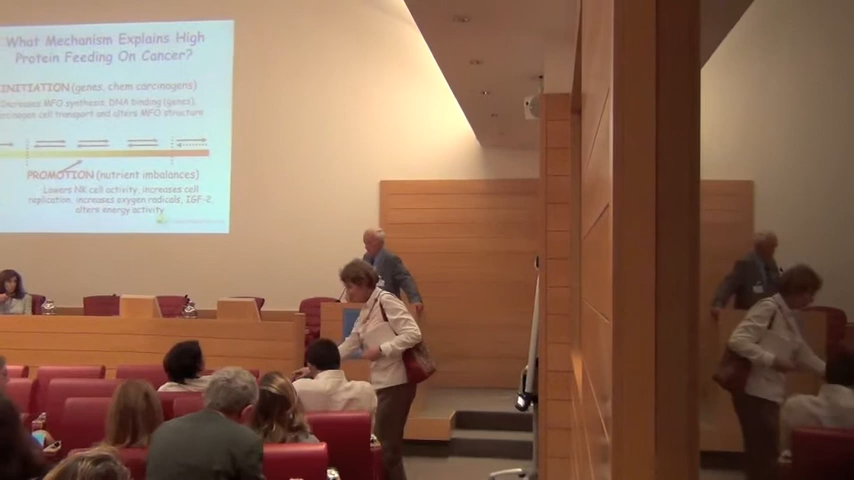 What Mechanism Explains High
Protein Feeding On Cancer?
INITIATION (genes, chem carcinogens)
Increases MFO synthesis, DNA binding (genes),
cell transport and alters MFO structure
PROMOTION (nutrient imbalances)
Lowers NK cell activity, increases cell
replication, increases oxygen radicals, IGF-2,
alters energy activity